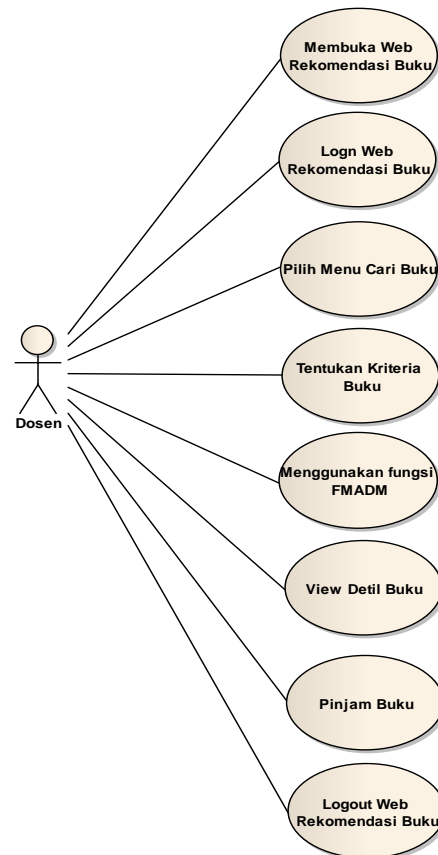 Membuka Web
Rekomendasi Buku
Logn Web
Rekomendasi Buku
Pilih Menu Cari Buku
Tentukan Kriteria
Buku
Dosen
Menggunakan fungsi
FMADM
View Detil Buku
Pinjam Buku
Logout Web
Rekomendasi Buku